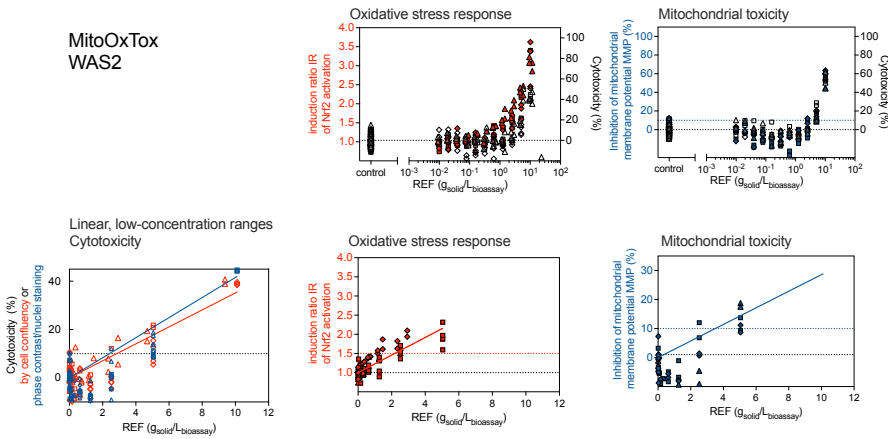 MitoOxTox
WAS2
Oxidative stress response
induction ratio IR
of Nrf2 activation
4.0
3.5
3.0
2.5
2.0
1.5
1.0
100
80
60
40
20
0
Cytotoxicity (%)
control
10-3 10-2 10-1 100 101 102
REF (gsolid/Lbioassay)
Mitochondrial toxicity
Inhibition of mitochondrial
membrane potential MMP (%)
100
80
60
40
20
10
0
100
80
60
40
20
0
Cytotoxicity (%)
control
10-3 10-2 10-1 100 101 102
REF (gsolid/Lbioassay)
Linear, low-concentration ranges
Cytotoxicity
Cytotoxicity (%)
by cell confluency or
phase contrast/nuclei staining
40
20
0
0 2 4 6 8 10 12
REF (gsolid/Lbioassay)
Oxidative stress response
induction ratio IR
of Nrf2 activation
4.0
3.5
3.0
2.5
2.0
1.5
1.0
0 2 4 6 8 10 12
REF (gsolid/Lbioassay)
Mitochondrial toxicity
Inhibition of mitochondrial
membrane potential MMP (%)
30
20
10
0
0 2 4 6 8 10 12
REF (gsolid/Lbioassay)